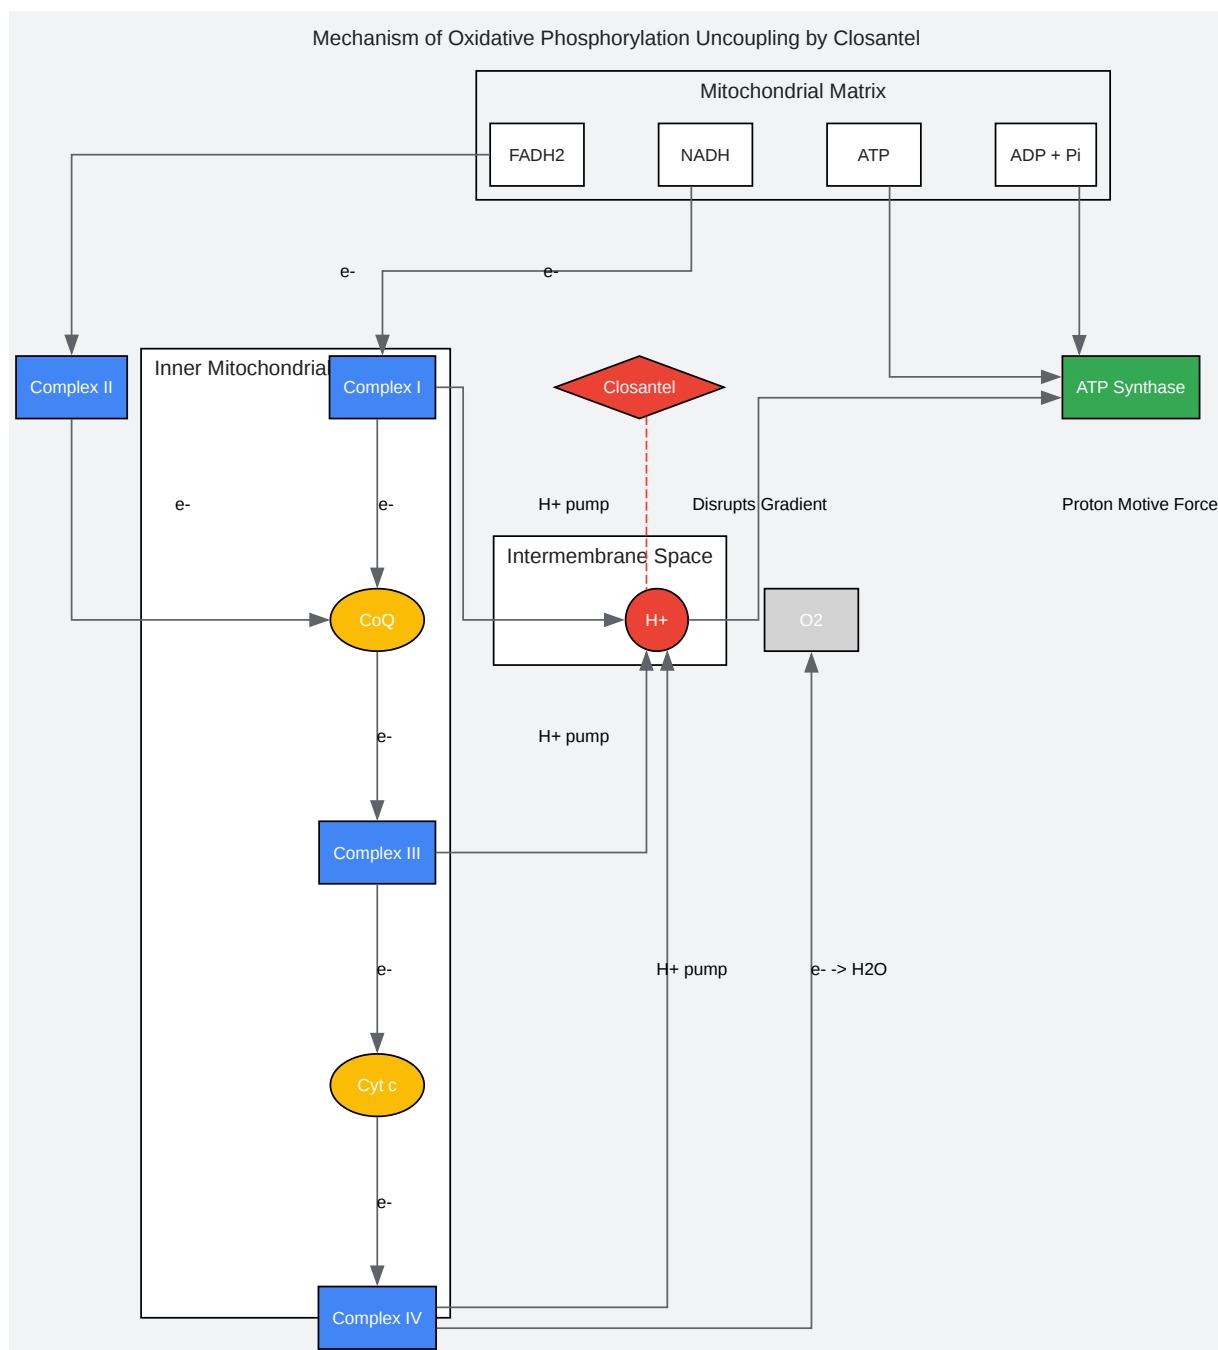 Mechanism of Oxidative Phosphorylation Uncoupling by Closantel
Mitochondrial Matrix
FADH2
NADH
ATP
ADP + Pi
e-
e-
Complex II
Inner Mitochondrial
Complex I
Closantel
ATP Synthase
e-
e-
H+ pump
Disrupts Gradient
Proton Motive Force
Intermembrane Space
CoQ
H+
O2
e-
H+ pump
Complex III
e-
H+ pump
e- -> H2O
Cyt c
e-
Complex IV